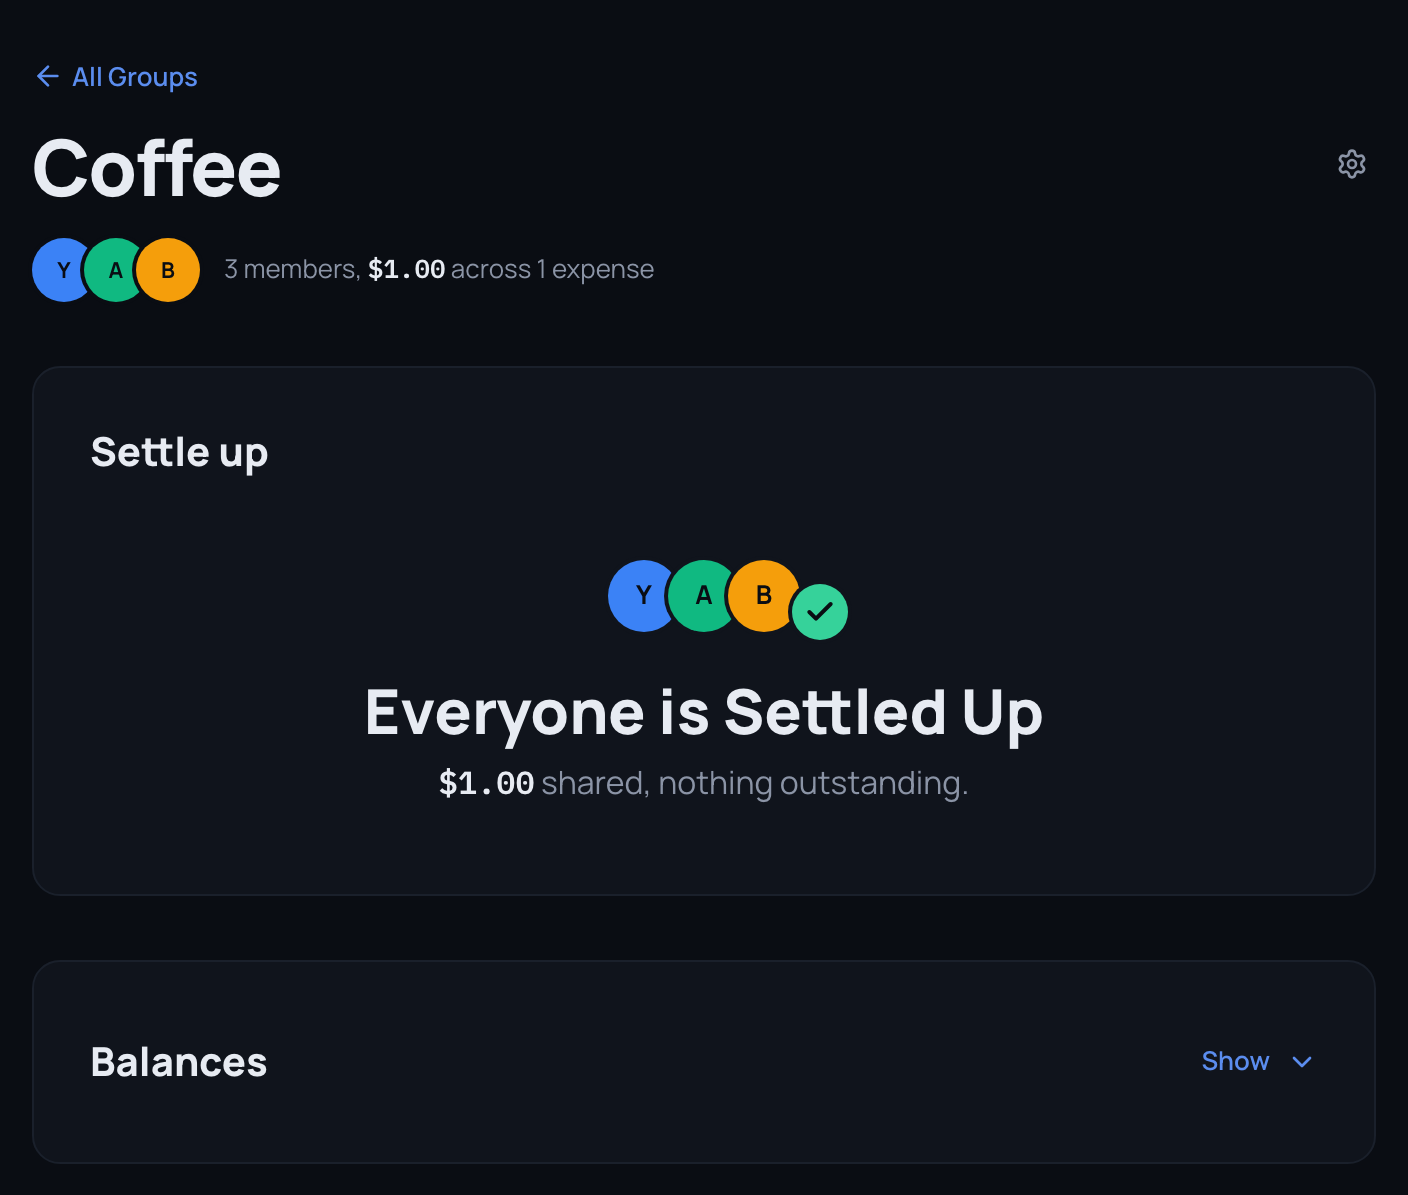 All Groups
Coffee
Y A B 3 members, $1.00 across 1 expense
Settle up
Y A B
Everyone is Settled Up
$1.00 shared, nothing outstanding.
Balances Show